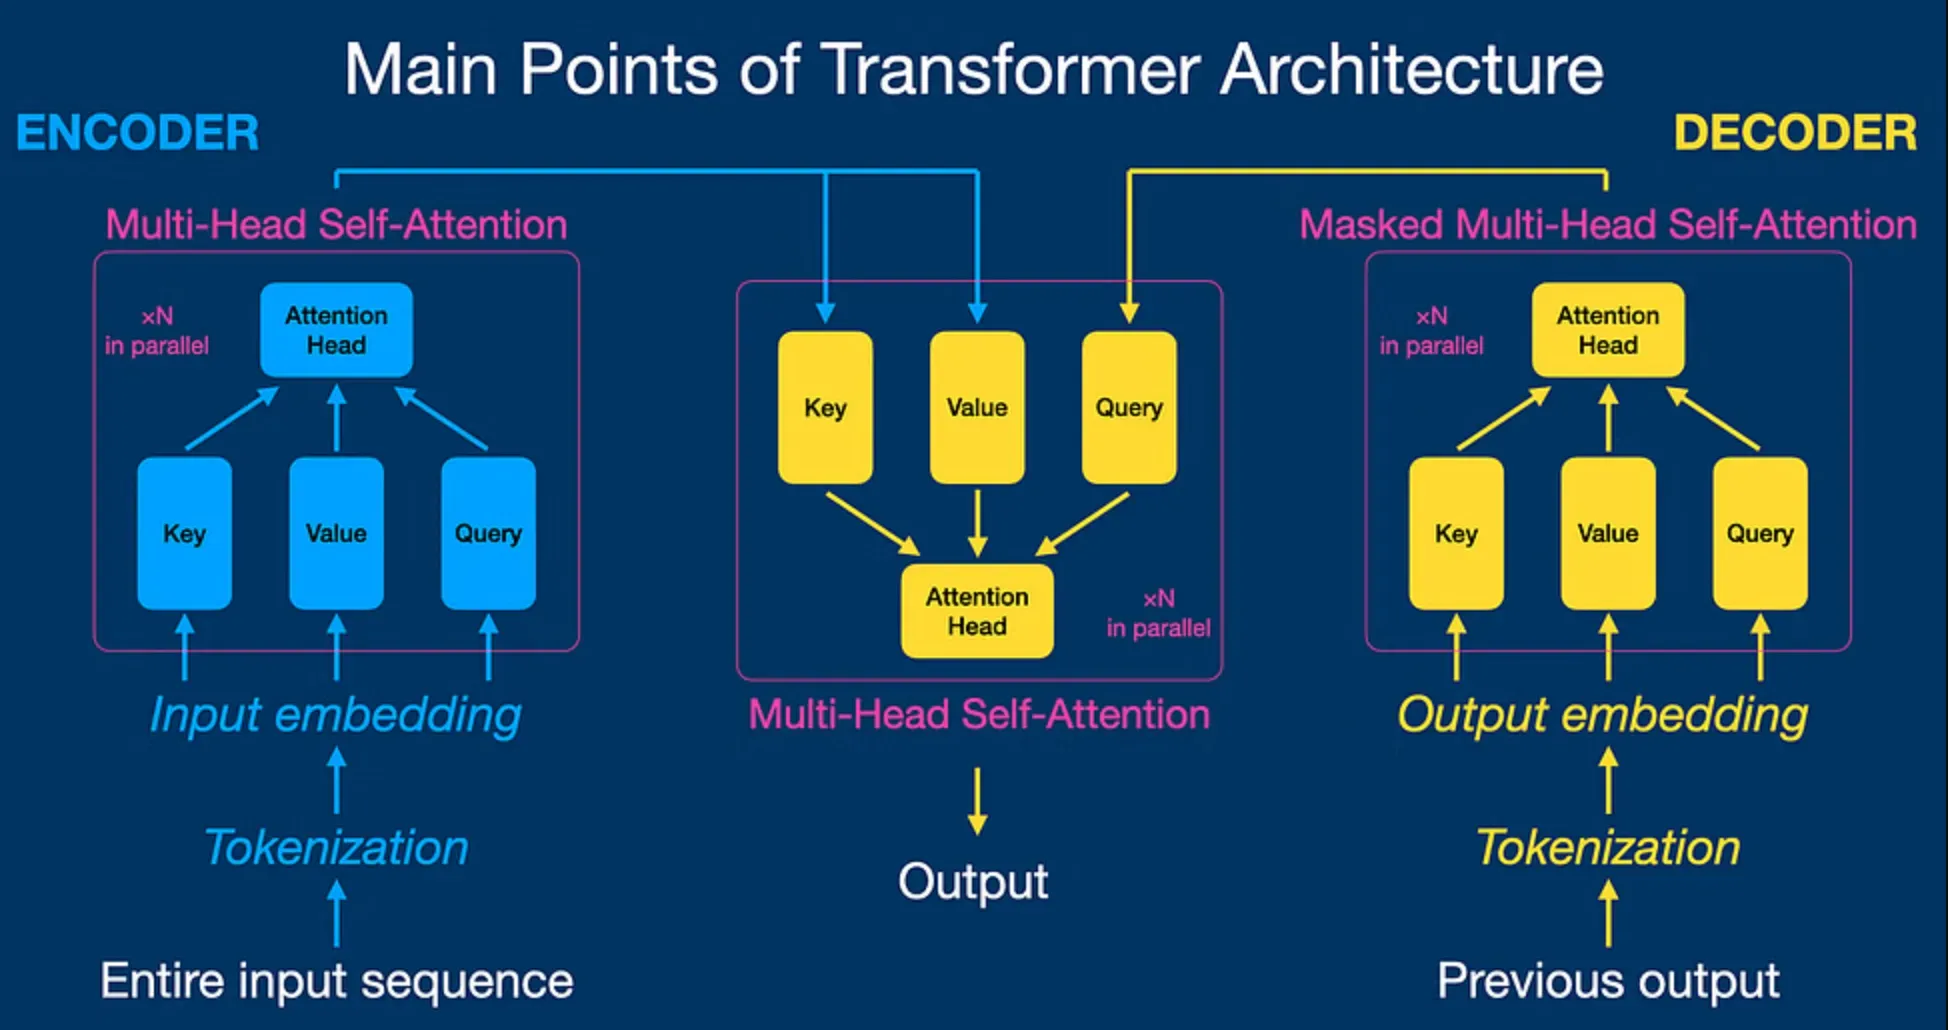 Main Points of Transformer Architecture
ENCODER
DECODER
Multi-Head Self-Attention
×N
in parallel
Attention
Head
Key
Value
Query
Input embedding
Tokenization
Entire input sequence
Key
Value
Query
Attention
Head
×N
in parallel
Multi-Head Self-Attention
Output
Masked Multi-Head Self-Attention
×N
in parallel
Attention
Head
Key
Value
Query
Output embedding
Tokenization
Previous output